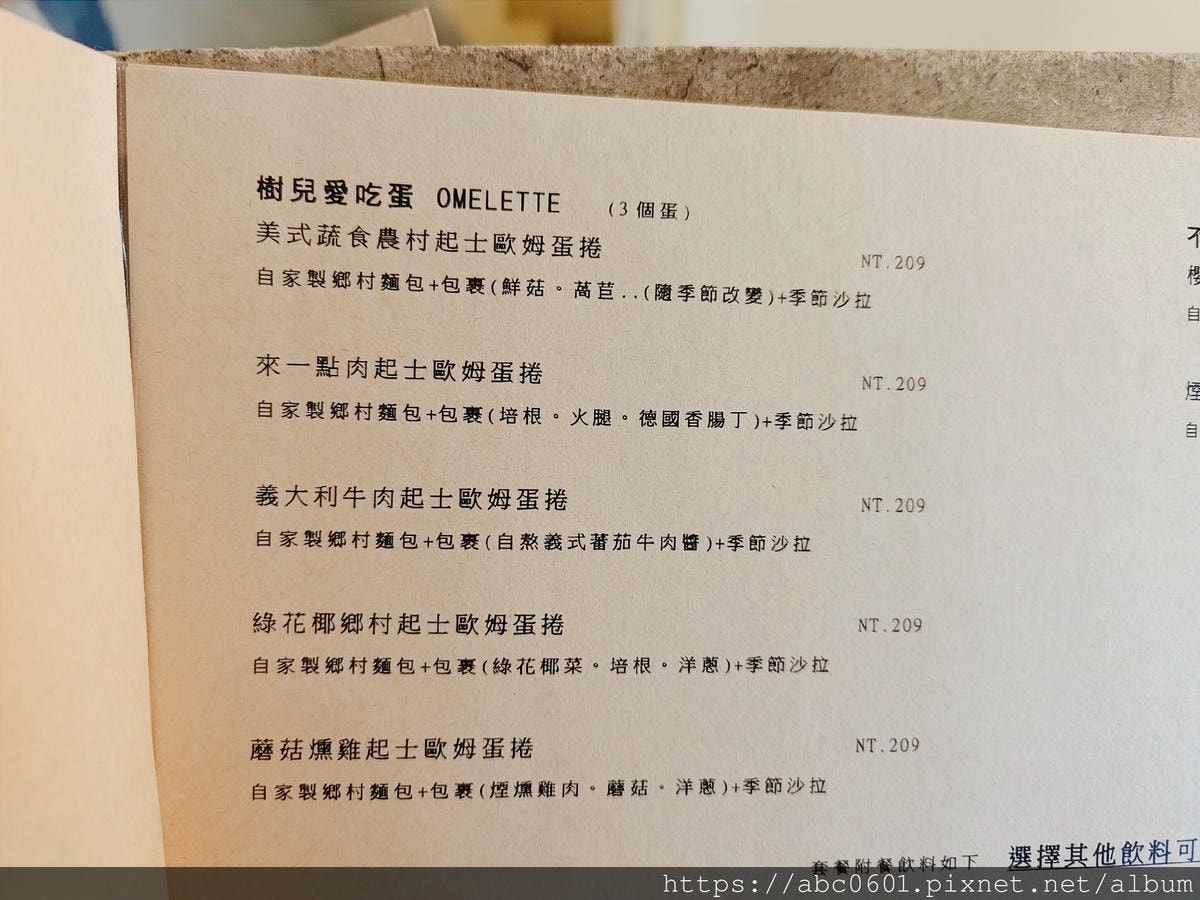 樹兒愛吃蛋 OMELETTE (3個蛋)
美式蔬食農村起士歐姆蛋捲 NT.209
自家製鄉村麵包+包裹(鮮菇。萵苣..(隨季節改變)+季節沙拉
來一點肉起士歐姆蛋捲 NT.209
自家製鄉村麵包+包裹(培根。火腿。德國香腸丁)+季節沙拉
義大利牛肉起士歐姆蛋捲 NT.209
自家製鄉村麵包+包裹(自熬義式蕃茄牛肉醬)+季節沙拉
綠花椰鄉村起士歐姆蛋捲 NT.209
自家製鄉村麵包+包裹(綠花椰菜。培根。洋蔥)+季節沙拉
蘑菇燻雞起士歐姆蛋捲 NT.209
自家製鄉村麵包+包裹(煙燻雞肉。蘑菇。洋蔥)+季節沙拉
套餐附餐飲料如下 選擇其他飲料可
https://abc0601.pixnet.net/album